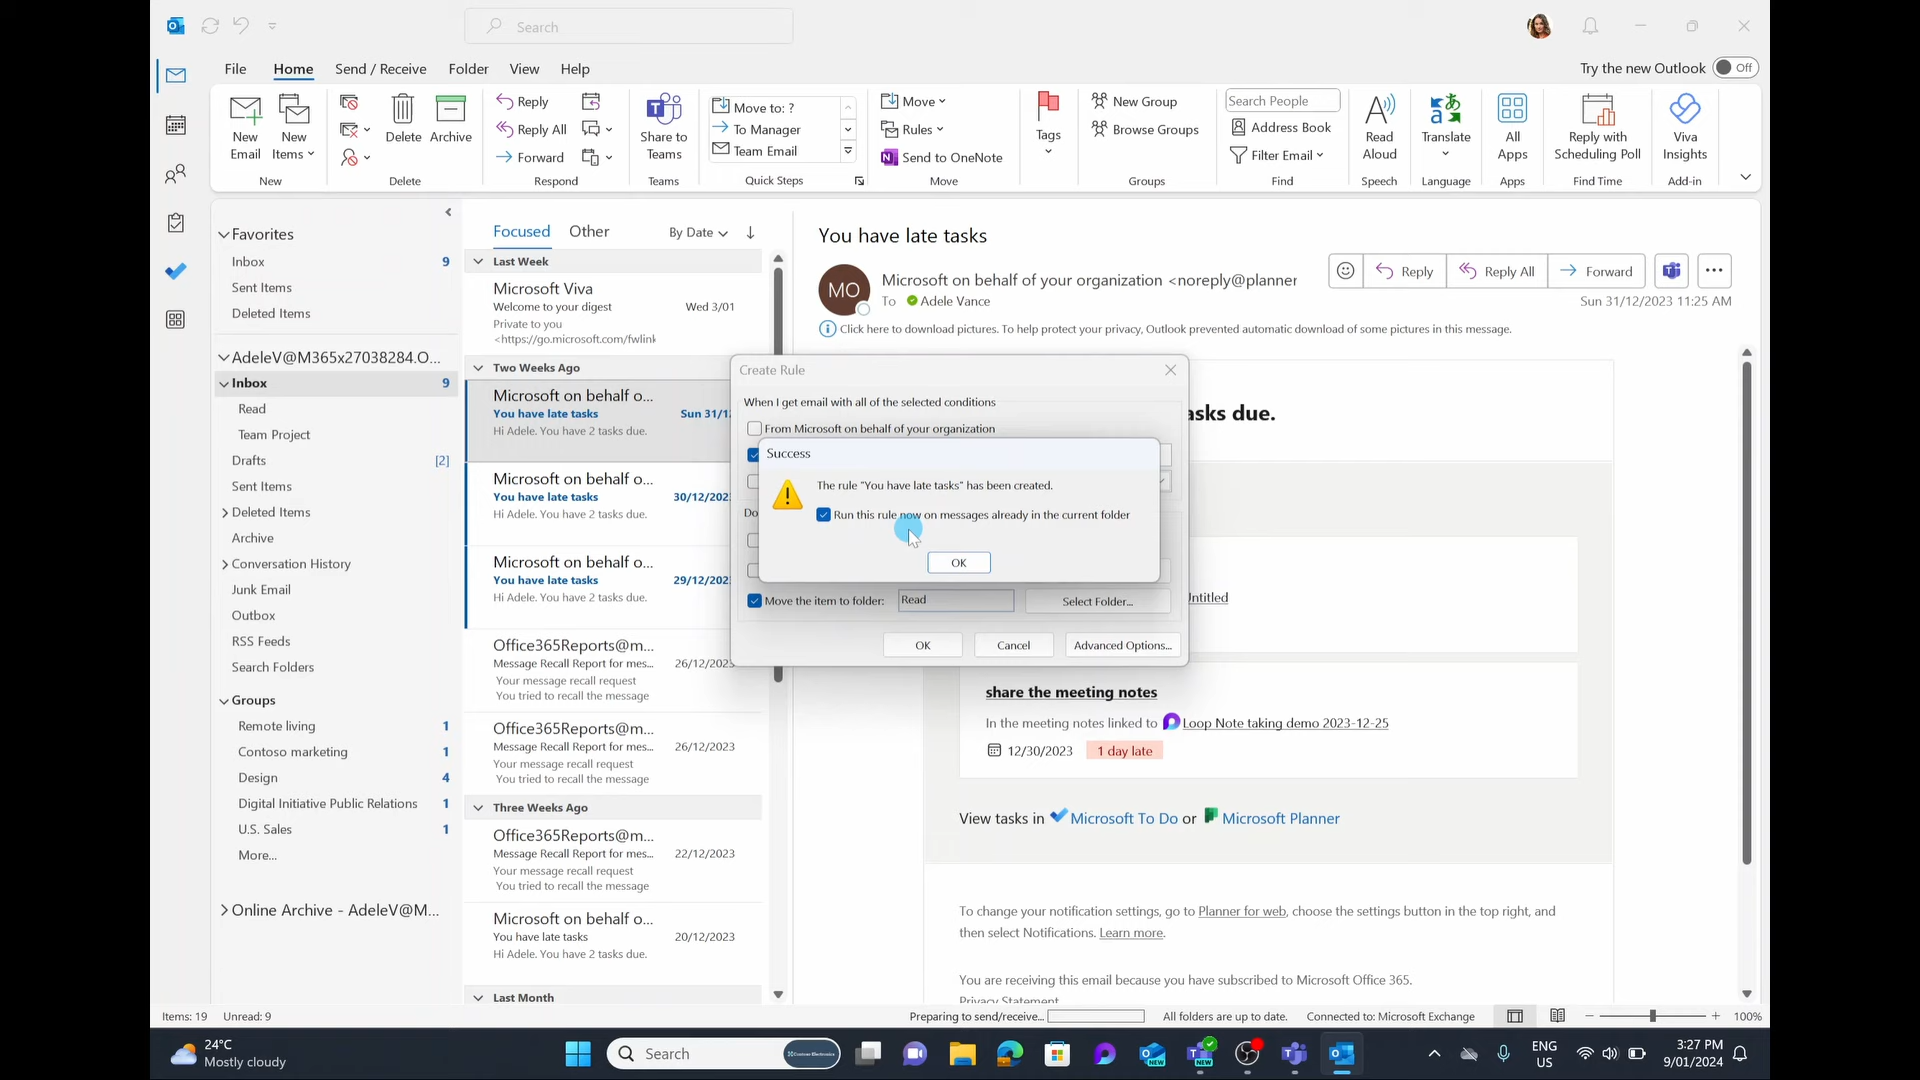 Search
File
Home
Send / Receive
Folder
View
Help
Try the new Outlook
Off
New Email
New Items
New
Delete
Archive
Delete
Reply
Reply All
Forward
Respond
Share to Teams
Teams
Move to: ?
To Manager
Team Email
Quick Steps
Move
Rules
Send to OneNote
Move
Tags
New Group
Browse Groups
Groups
Search People
Address Book
Filter Email
Find
Read Aloud
Speech
Translate
Language
All Apps
Apps
Reply with Scheduling Poll
Find Time
Viva Insights
Add-in
Favorites
Inbox 9
Sent Items
Deleted Items
AdeleV@M365x27038284.O...
Inbox 9
Read
Team Project
Drafts [2]
Sent Items
Deleted Items
Archive
Conversation History
Junk Email
Outbox
RSS Feeds
Search Folders
Groups
Remote living 1
Contoso marketing 1
Design 4
Digital Initiative Public Relations 1
U.S. Sales 1
More...
Online Archive - AdeleV@M...
Focused Other By Date
Last Week
Microsoft Viva
Welcome to your digest Wed 3/01
Private to you
<https://go.microsoft.com/fwlink
Two Weeks Ago
Microsoft on behalf o...
You have late tasks Sun 31/12
Hi Adele. You have 2 tasks due.
Microsoft on behalf o...
You have late tasks 30/12/202
Hi Adele. You have 2 tasks due.
Microsoft on behalf o...
You have late tasks 29/12/202
Hi Adele. You have 2 tasks due.
Office365Reports@m...
Message Recall Report for mes... 26/12/202
Your message recall request
You tried to recall the message
Office365Reports@m...
Message Recall Report for mes... 26/12/2023
Your message recall request
You tried to recall the message
Three Weeks Ago
Office365Reports@m...
Message Recall Report for mes... 22/12/2023
Your message recall request
You tried to recall the message
Microsoft on behalf o...
You have late tasks 20/12/2023
Hi Adele. You have 2 tasks due.
Last Month
You have late tasks
MO
Microsoft on behalf of your organization <noreply@planner
To Adele Vance
Reply
Reply All
Forward
Sun 31/12/2023 11:25 AM
Click here to download pictures. To help protect your privacy, Outlook prevented automatic download of some pictures in this message.
asks due.
Create Rule
When I get email with all of the selected conditions
From Microsoft on behalf of your organization
Do
Success
The rule "You have late tasks" has been created.
Run this rule now on messages already in the current folder
OK
Move the item to folder: Read Select Folder...
OK Cancel Advanced Options...
ntitled
share the meeting notes
In the meeting notes linked to Loop Note taking demo 2023-12-25
12/30/2023 1 day late
View tasks in Microsoft To Do or Microsoft Planner
To change your notification settings, go to Planner for web, choose the settings button in the top right, and
then select Notifications. Learn more.
You are receiving this email because you have subscribed to Microsoft Office 365.
Privacy Statement
Items: 19 Unread: 9 Preparing to send/receive... All folders are up to date. Connected to: Microsoft Exchange 100%
24°C
Mostly cloudy
Search
NEW
NEW
ENG
US
3:27 PM
9/01/2024